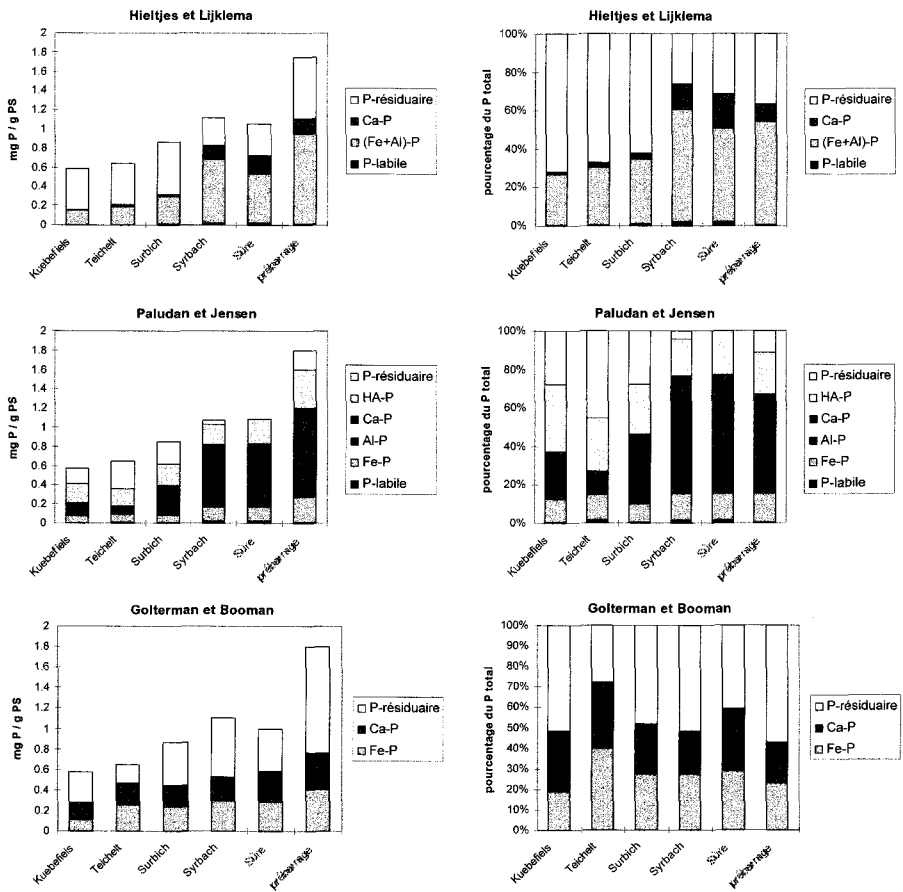 Hieltjes et Lijklema
mg P / g PS
2
1.8
1.6
1.4
1.2
1
0.8
0.6
0.4
0.2
0
Kuebefiels
Teichelt
Surbich
Syrbach
Sûre
prébarrage
P-résiduaire
Ca-P
(Fe+Al)-P
P-labile
Hieltjes et Lijklema
pourcentage du P total
100%
80%
60%
40%
20%
0%
Kuebefiels
Teichelt
Surbich
Syrbach
Sûre
prébarrage
P-résiduaire
Ca-P
(Fe+Al)-P
P-labile
Paludan et Jensen
mg P / g PS
2
1.8
1.6
1.4
1.2
1
0.8
0.6
0.4
0.2
0
Kuebefiels
Teichelt
Surbich
Syrbach
Sûre
prébarrage
P-résiduaire
HA-P
Ca-P
Al-P
Fe-P
P-labile
Paludan et Jensen
pourcentage du P total
100%
80%
60%
40%
20%
0%
Kuebefiels
Teichelt
Surbich
Syrbach
Sûre
prébarrage
P-résiduaire
HA-P
Ca-P
Al-P
Fe-P
P-labile
Golterman et Booman
mg P / g PS
2
1.8
1.6
1.4
1.2
1
0.8
0.6
0.4
0.2
0
Kuebefiels
Teichelt
Surbich
Syrbach
Sûre
prébarrage
P-résiduaire
Ca-P
Fe-P
Golterman et Booman
pourcentage du P total
100%
90%
80%
70%
60%
50%
40%
30%
20%
10%
0%
Kuebefiels
Teichelt
Surbich
Syrbach
Sûre
prébarrage
P-résiduaire
Ca-P
Fe-P